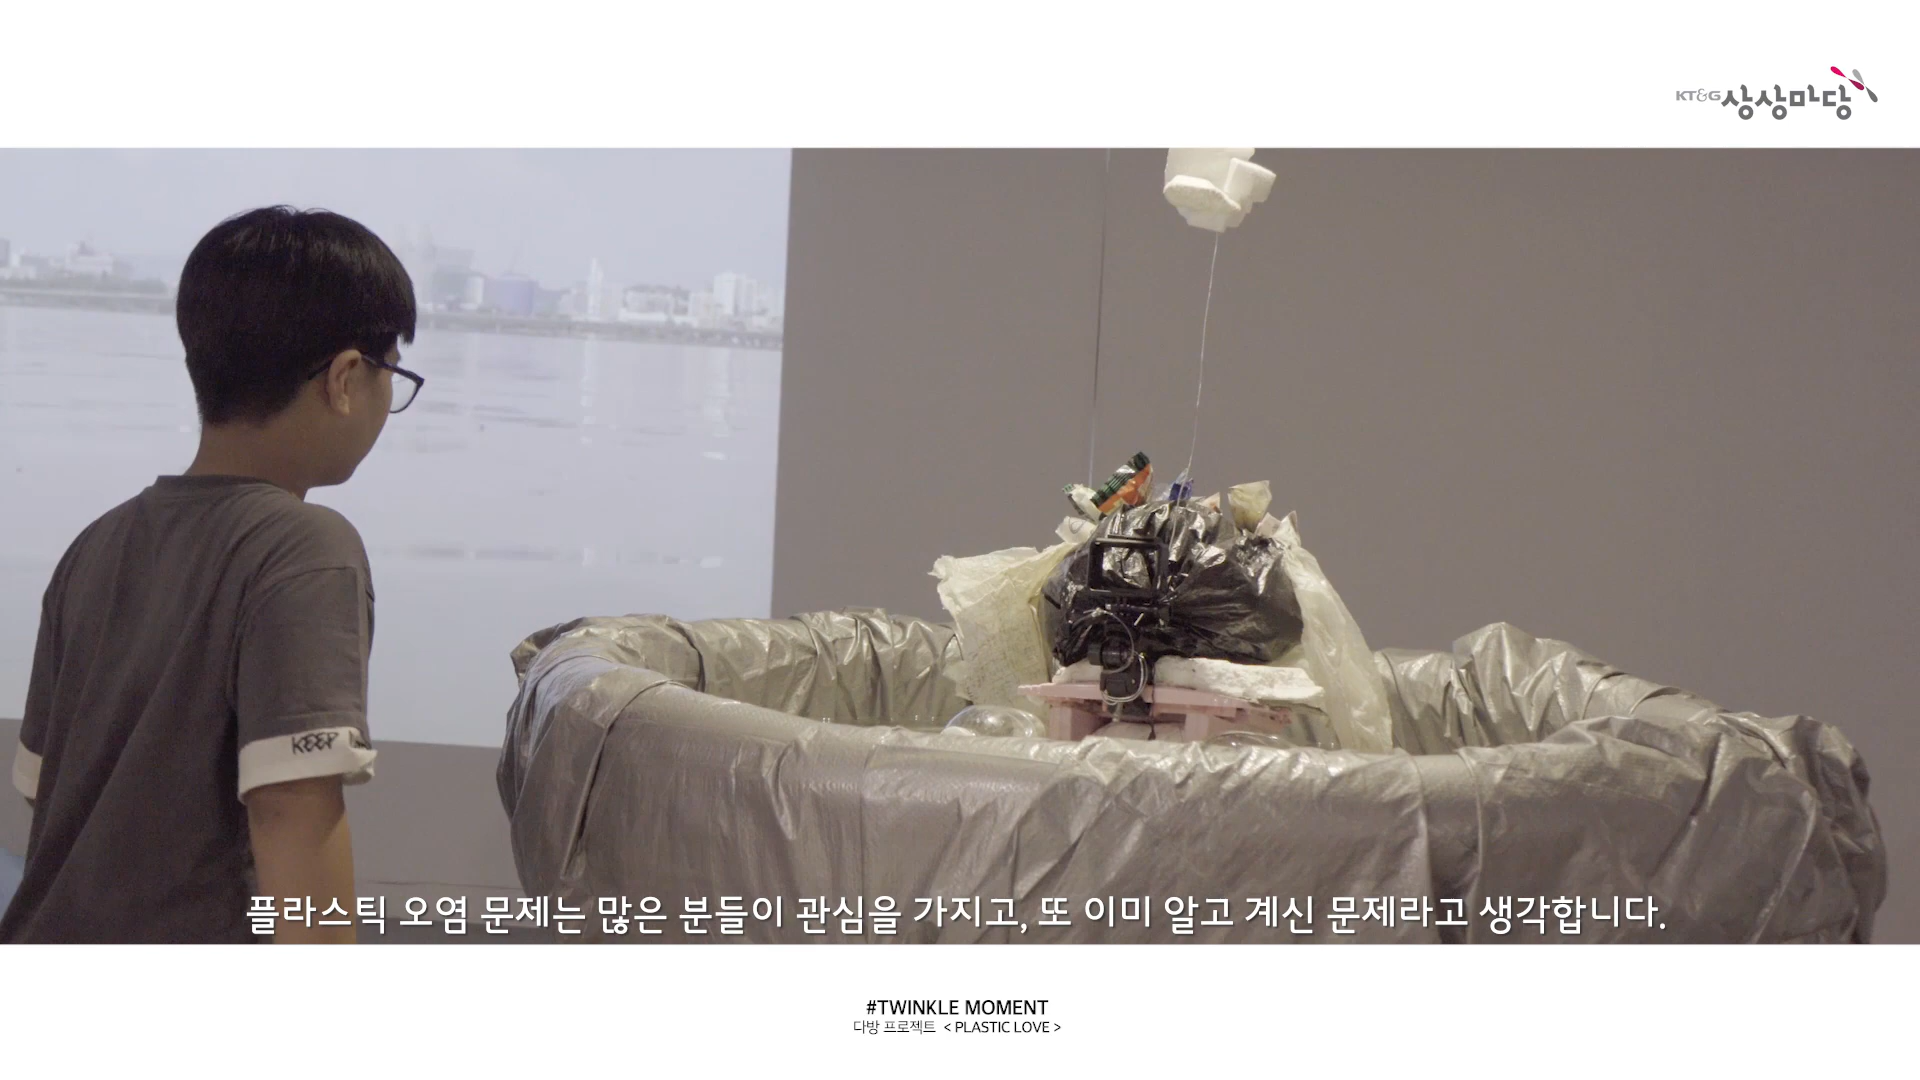 KT&G 상상마당
KEEP
플라스틱 오염 문제는 많은 분들이 관심을 가지고, 또 이미 알고 계신 문제라고 생각합니다.
#TWINKLE MOMENT
다방 프로젝트 < PLASTIC LOVE >